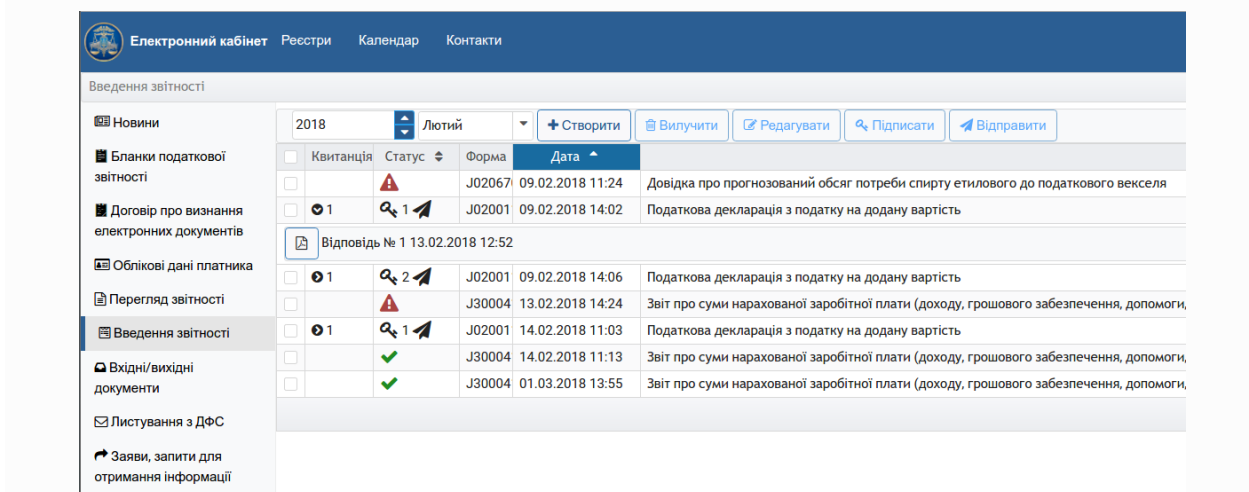 Електронний кабінет Реєстри Календар Контакти
Введення звітності
Новини
Бланки податкової
звітності
Договір про визнання
електронних документів
Облікові дані платника
Перегляд звітності
Введення звітності
Вхідні/вихідні
документи
Листування з ДФС
Заяви, запити для
отримання інформації
2018 Лютий Створити Вилучити Редагувати Підписати Відправити
Квитанція Статус Форма Дата
J02067 09.02.2018 11:24 Довідка про прогнозований обсяг потреби спирту етилового до податкового векселя
1 1 J02001 09.02.2018 14:02 Податкова декларація з податку на додану вартість
Відповідь № 1 13.02.2018 12:52
1 2 J02001 09.02.2018 14:06 Податкова декларація з податку на додану вартість
J30004 13.02.2018 14:24 Звіт про суми нарахованої заробітної плати (доходу, грошового забезпечення, допомоги,
1 1 J02001 14.02.2018 11:03 Податкова декларація з податку на додану вартість
J30004 14.02.2018 11:13 Звіт про суми нарахованої заробітної плати (доходу, грошового забезпечення, допомоги,
J30004 01.03.2018 13:55 Звіт про суми нарахованої заробітної плати (доходу, грошового забезпечення, допомоги,